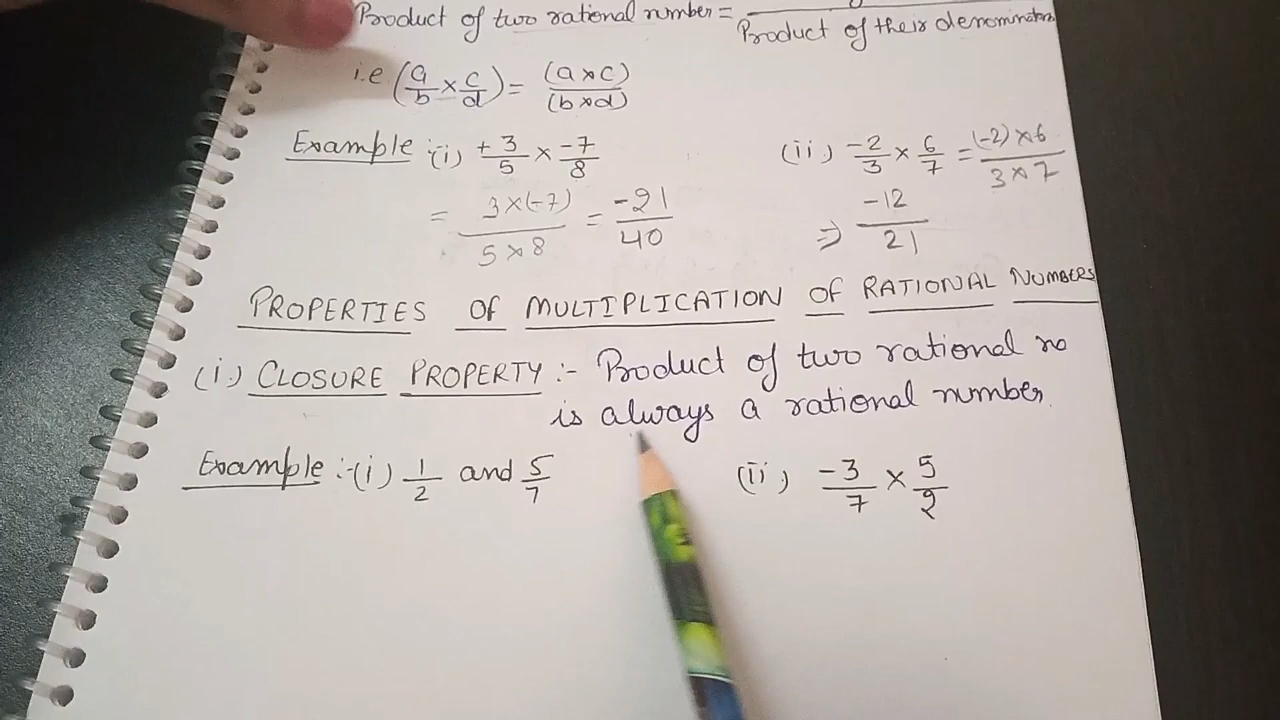 Product of two rational number =
Product of their denominators
i.e (a/b × c/d) = (a×c)/(b×d)
Example :- (i) +3/5 × -7/8
= 3×(-7)/5×8 = -21/40
(ii) -2/3 × 6/7 = (-2)×6/3×7
⇒ -12/21
PROPERTIES OF MULTIPLICATION OF RATIONAL NUMBERS
(i.) CLOSURE PROPERTY :- Product of two rational no
is always a rational number.
Example :- (i) 1/2 and 5/7
(ii) -3/7 × 5/2